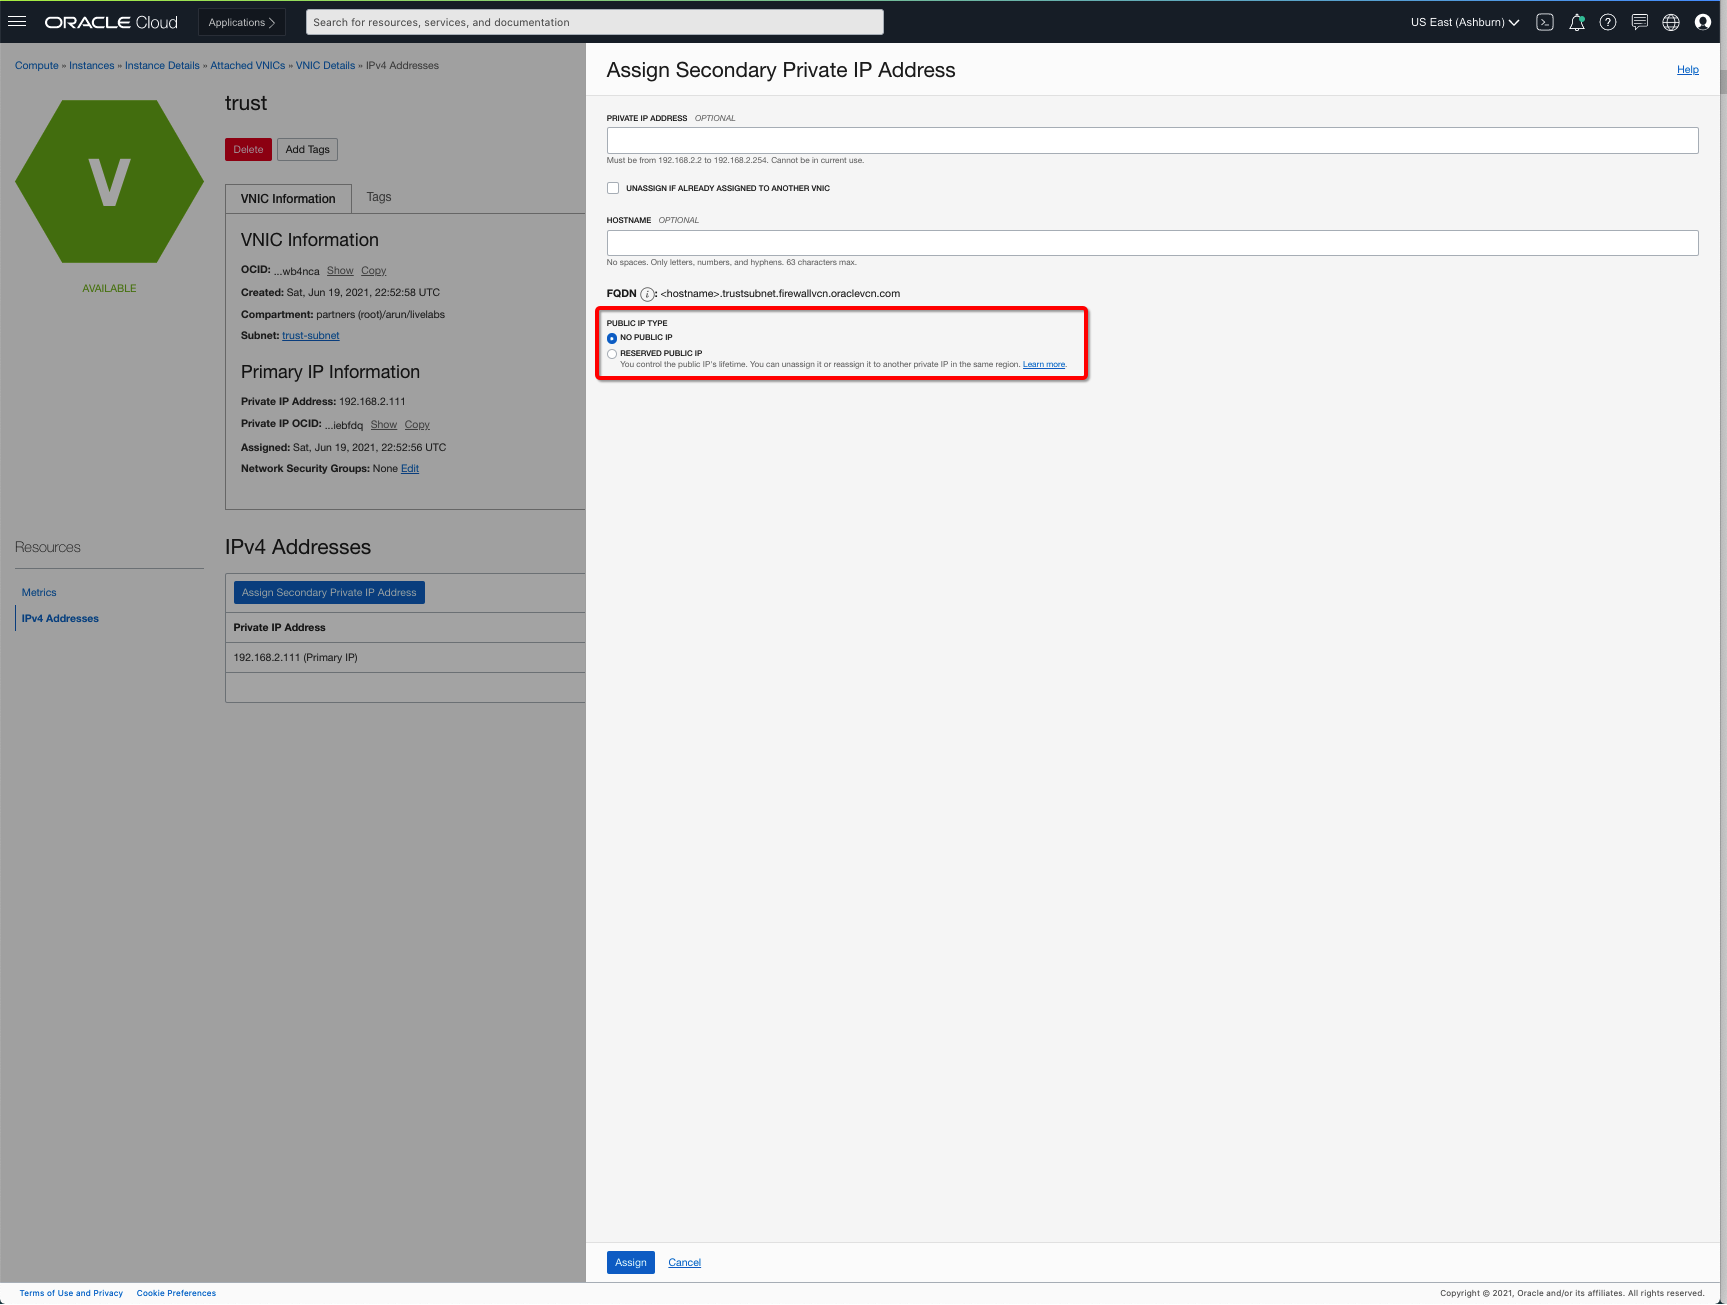 ORACLE Cloud
Applications
Search for resources, services, and documentation
US East (Ashburn)
Compute » Instances » Instance Details » Attached VNICs » VNIC Details » IPv4 Addresses
V
AVAILABLE
trust
Delete
Add Tags
VNIC Information
Tags
VNIC Information
OCID: ...wb4nca Show Copy
Created: Sat, Jun 19, 2021, 22:52:58 UTC
Compartment: partners (root)/arun/livelabs
Subnet: trust-subnet
Primary IP Information
Private IP Address: 192.168.2.111
Private IP OCID: ...iebfdq Show Copy
Assigned: Sat, Jun 19, 2021, 22:52:56 UTC
Network Security Groups: None Edit
Resources
Metrics
IPv4 Addresses
IPv4 Addresses
Assign Secondary Private IP Address
Private IP Address
192.168.2.111 (Primary IP)
Assign Secondary Private IP Address
Help
PRIVATE IP ADDRESS OPTIONAL
Must be from 192.168.2.2 to 192.168.2.254. Cannot be in current use.
UNASSIGN IF ALREADY ASSIGNED TO ANOTHER VNIC
HOSTNAME OPTIONAL
No spaces. Only letters, numbers, and hyphens. 63 characters max.
FQDN i: <hostname>.trustsubnet.firewallvcn.oraclevcn.com
PUBLIC IP TYPE
NO PUBLIC IP
RESERVED PUBLIC IP
You control the public IP's lifetime. You can unassign it or reassign it to another private IP in the same region. Learn more.
Assign
Cancel
Terms of Use and Privacy
Cookie Preferences
Copyright © 2021, Oracle and/or its affiliates. All rights reserved.